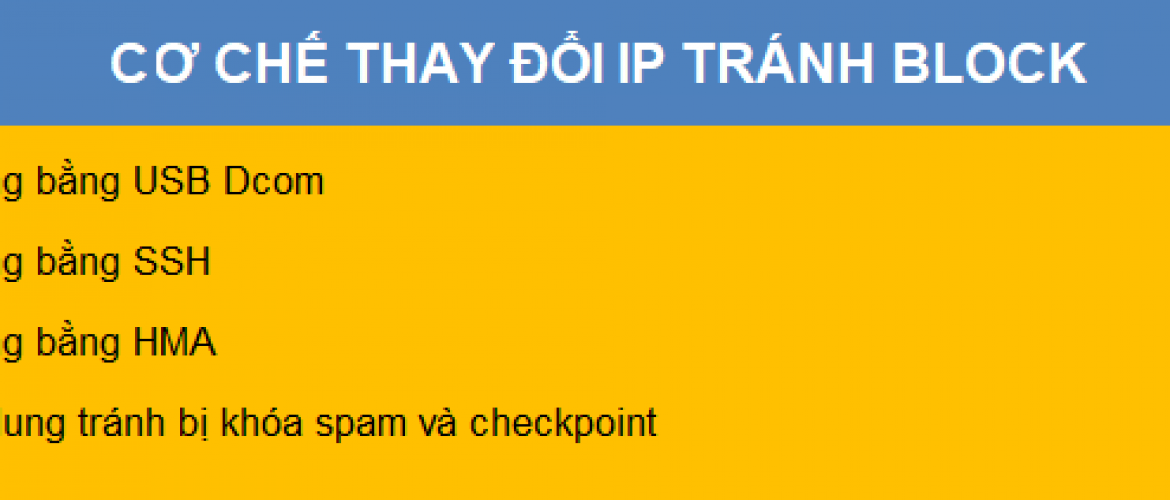 CƠ CHẾ THAY ĐỔI IP TRÁNH BLOCK
bằng USB Dcom
bằng SSH
bằng HMA
tránh bị khóa spam và checkpoint